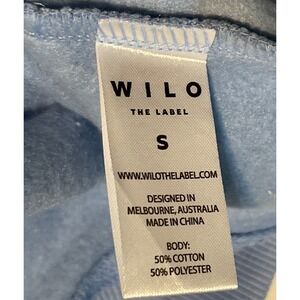 WILO
THE LABEL
S
WWW.WILOTHELABEL.COM
DESIGNED IN
MELBOURNE, AUSTRALIA
MADE IN CHINA
BODY:
50% COTTON
50% POLYESTER